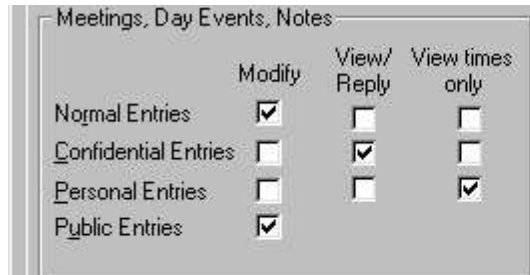 Meetings, Day Events, Notes
View/ View times
Modify Reply only
Normal Entries
Confidential Entries
Personal Entries
Public Entries